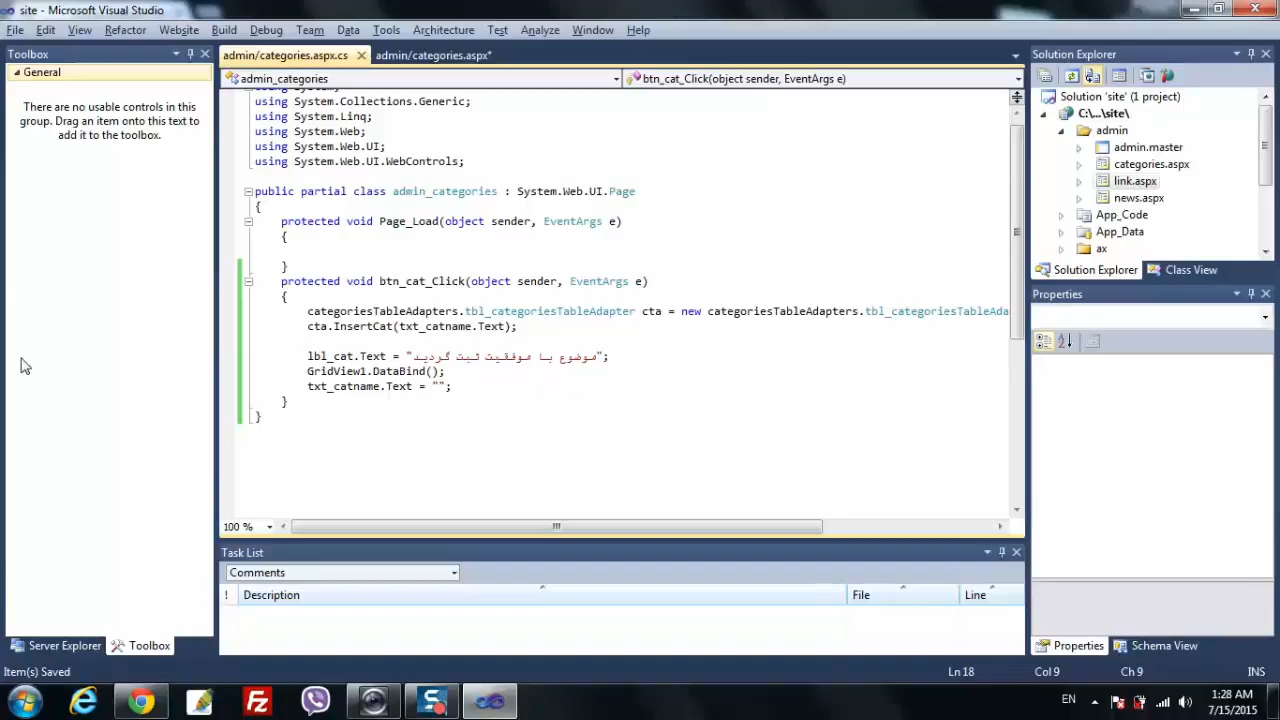 site - Microsoft Visual Studio
File Edit View Refactor Website Build Debug Team Data Tools Architecture Test Analyze Window Help
Toolbox
General
There are no usable controls in this
group. Drag an item onto this text to
add it to the toolbox.
Server Explorer Toolbox
admin/categories.aspx.cs admin/categories.aspx*
admin_categories btn_cat_Click(object sender, EventArgs e)
using System.Collections.Generic;
using System.Linq;
using System.Web;
using System.Web.UI;
using System.Web.UI.WebControls;
public partial class admin_categories : System.Web.UI.Page
{
protected void Page_Load(object sender, EventArgs e)
{
}
protected void btn_cat_Click(object sender, EventArgs e)
{
categoriesTableAdapters.tbl_categoriesTableAdapter cta = new categoriesTableAdapters.tbl_categoriesTableAda
cta.InsertCat(txt_catname.Text);
lbl_cat.Text = "موضوع با موفقیت ثبت گردید";
GridView1.DataBind();
txt_catname.Text = "";
}
}
100 %
Task List
Comments
! Description File Line
Solution Explorer
Solution 'site' (1 project)
C:\...\site\
admin
admin.master
categories.aspx
link.aspx
news.aspx
App_Code
App_Data
ax
Solution Explorer Class View
Properties
Properties Schema View
Item(s) Saved Ln 18 Col 9 Ch 9 INS
EN 1:28 AM
7/15/2015